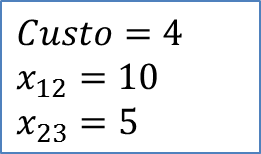 Custo = 4
x₁₂ = 10
x₂₃ = 5